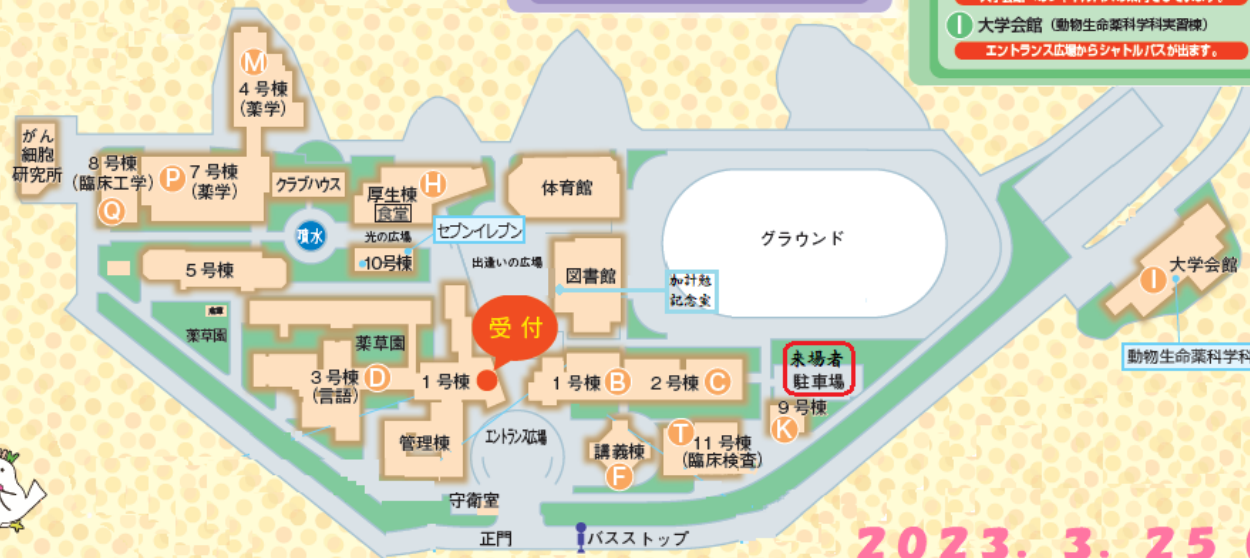 I 大学会館（動物生命薬科学科実習棟）
エントランス広場からシャトルバスが出ます。
M
4号棟
（薬学）
がん
細胞
研究所
8号棟
（臨床工学）
Q
P
7号棟
（薬学）
クラブハウス
厚生棟
H
食堂
体育館
噴水
光の広場
セブンイレブン
10号棟
出逢いの広場
5号棟
図書館
加計勉
記念室
グラウンド
I
大学会館
動物生命薬科学科
薬草園
薬草園
受付
3号棟
（言語）
D
1号棟
1号棟
B
2号棟
C
来場者
駐車場
9号棟
K
管理棟
エントランス広場
講義棟
F
T
11号棟
（臨床検査）
守衛室
正門
バスストップ
2023. 3. 25